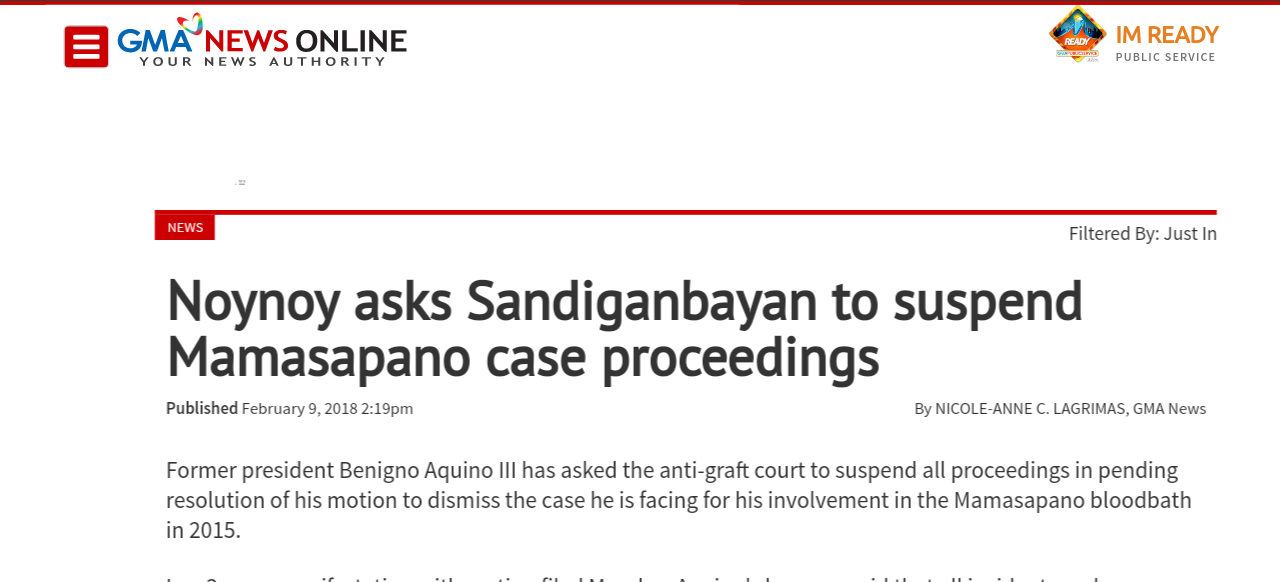 GMA NEWS ONLINE
YOUR NEWS AUTHORITY
READY
IM READY
PUBLIC SERVICE
NEWS
Filtered By: Just In
Noynoy asks Sandiganbayan to suspend
Mamasapano case proceedings
Published February 9, 2018 2:19pm
By NICOLE-ANNE C. LAGRIMAS, GMA News
Former president Benigno Aquino III has asked the anti-graft court to suspend all proceedings in pending
resolution of his motion to dismiss the case he is facing for his involvement in the Mamasapano bloodbath
in 2015.